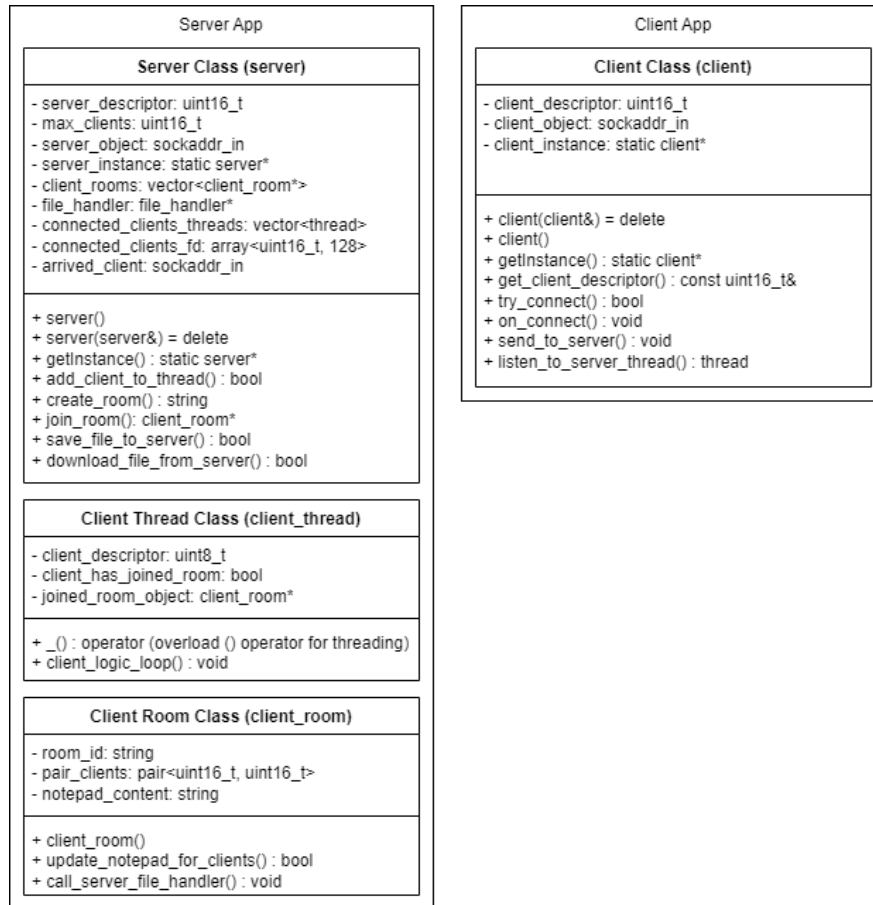 Server App
Server Class (server)
- server_descriptor: uint16_t
- max_clients: uint16_t
- server_object: sockaddr_in
- server_instance: static server*
- client_rooms: vector<client_room*>
- file_handler: file_handler*
- connected_clients_threads: vector<thread>
- connected_clients_fd: array<uint16_t, 128>
- arrived_client: sockaddr_in
+ server()
+ server(server&) = delete
+ getInstance() : static server*
+ add_client_to_thread() : bool
+ create_room() : string
+ join_room(): client_room*
+ save_file_to_server() : bool
+ download_file_from_server() : bool
Client Thread Class (client_thread)
- client_descriptor: uint8_t
- client_has_joined_room: bool
- joined_room_object: client_room*
+ _() : operator (overload () operator for threading)
+ client_logic_loop() : void
Client Room Class (client_room)
- room_id: string
- pair_clients: pair<uint16_t, uint16_t>
- notepad_content: string
+ client_room()
+ update_notepad_for_clients() : bool
+ call_server_file_handler() : void
Client App
Client Class (client)
- client_descriptor: uint16_t
- client_object: sockaddr_in
- client_instance: static client*
+ client(client&) = delete
+ client()
+ getInstance() : static client*
+ get_client_descriptor() : const uint16_t&
+ try_connect() : bool
+ on_connect() : void
+ send_to_server() : void
+ listen_to_server_thread() : thread